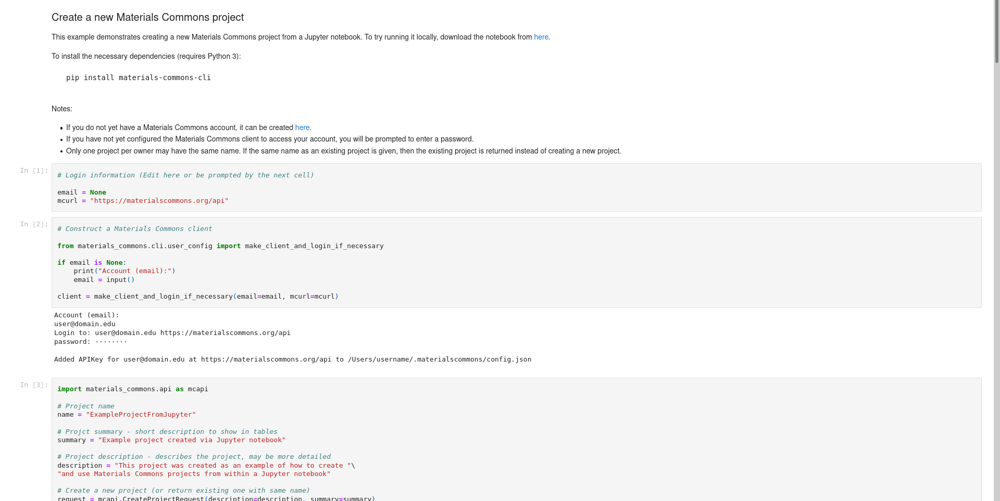 Create a new Materials Commons project
This example demonstrates creating a new Materials Commons project from a Jupyter notebook. To try running it locally, download the notebook from here.
To install the necessary dependencies (requires Python 3):
pip install materials-commons-cli
Notes:
• If you do not yet have a Materials Commons account, it can be created here.
• If you have not yet configured the Materials Commons client to access your account, you will be prompted to enter a password.
• Only one project per owner may have the same name. If the same name as an existing project is given, then the existing project is returned instead of creating a new project.
In [1]:
# Login information (Edit here or be prompted by the next cell)
email = None
mcurl = "https://materialscommons.org/api"
In [2]:
# Construct a Materials Commons client
from materials_commons.cli.user_config import make_client_and_login_if_necessary
if email is None:
    print("Account (email):")
    email = input()
client = make_client_and_login_if_necessary(email=email, mcurl=mcurl)
Account (email):
user@domain.edu
Login to: user@domain.edu https://materialscommons.org/api
password: ········
Added APIKey for user@domain.edu at https://materialscommons.org/api to /Users/username/.materialscommons/config.json
In [3]:
import materials_commons.api as mcapi
# Project name
name = "ExampleProjectFromJupyter"
# Projct summary - short description to show in tables
summary = "Example project created via Jupyter notebook"
# Project description - describes the project, may be more detailed
description = "This project was created as an example of how to create "\
"and use Materials Commons projects from within a Jupyter notebook"
# Create a new project (or return existing one with same name)
request = mcapi.CreateProjectRequest(description=description, summary=summary)